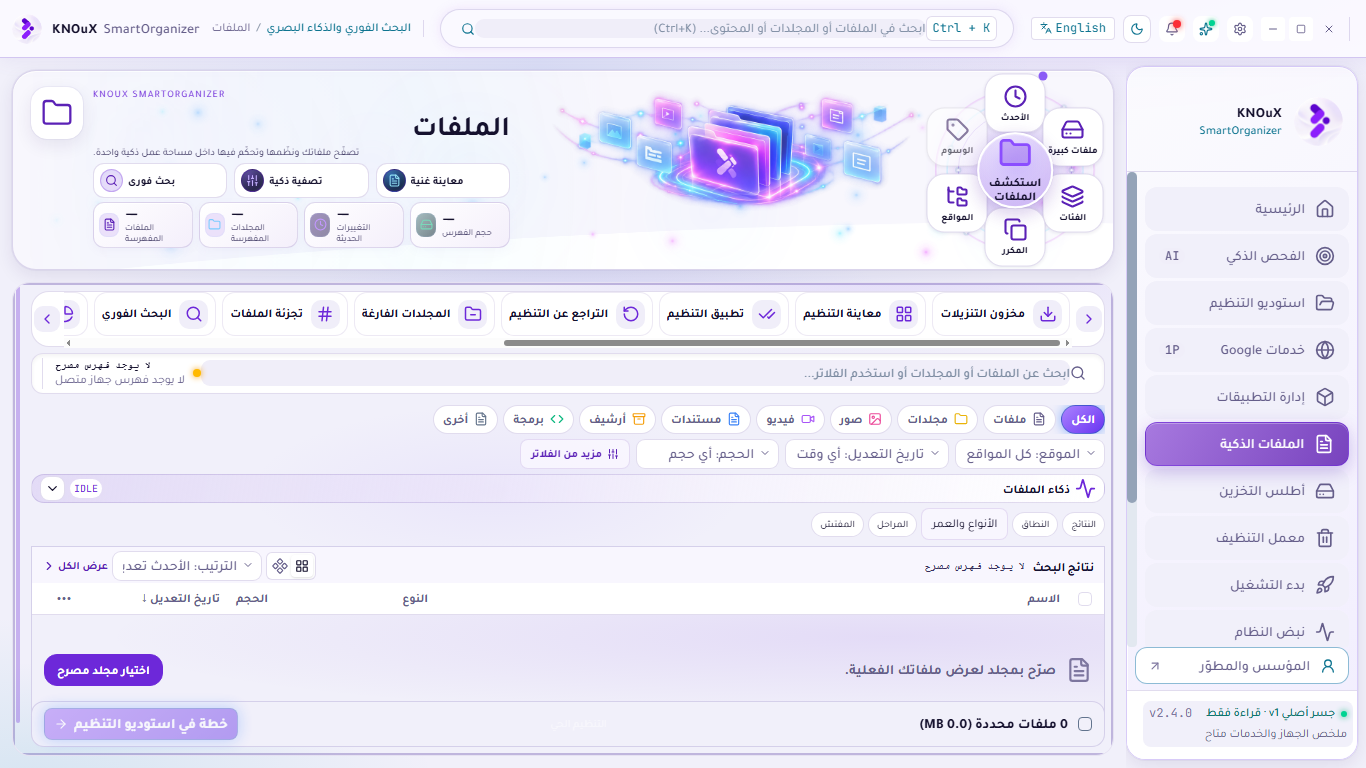 KNOuX SmartOrganizer
الملفات / البحث الفوري والذكاء البصري
ابحث في الملفات أو المجلدات أو المحتوى... (Ctrl+K)
Ctrl + K
English
KNOuX
SmartOrganizer
الرئيسية
الفحص الذكي AI
استوديو التنظيم
خدمات Google 1P
إدارة التطبيقات
الملفات الذكية
أطلس التخزين
معمل التنظيف
بدء التشغيل
نبض النظام
المؤسس والمطوّر
جسر أصلي v1 · قراءة فقط v2.4.0
ملخص الجهاز والخدمات متاح
KNOUX SMARTORGANIZER
الملفات
تصفّح ملفاتك ونظّمها وتحكّم فيها داخل مساحة عمل ذكية واحدة.
معاينة غنية
تصفية ذكية
بحث فوري
—
حجم الفهرس
—
التغييرات الحديثة
—
المجلدات المفهرسة
—
الملفات المفهرسة
الأحدث
ملفات كبيرة
الفئات
المكرر
المواقع
الوسوم
استكشف الملفات
مخزون التنزيلات
معاينة التنظيم
تطبيق التنظيم
التراجع عن التنظيم
المجلدات الفارغة
تجزئة الملفات
البحث الفوري
ابحث عن الملفات أو المجلدات أو استخدم الفلاتر...
لا يوجد فهرس مصرح
لا يوجد فهرس جهاز متصل
الكل
ملفات
مجلدات
صور
فيديو
مستندات
أرشيف
برمجة
أخرى
الموقع: كل المواقع
تاريخ التعديل: أي وقت
الحجم: أي حجم
مزيد من الفلاتر
ذكاء الملفات
IDLE
النتائج
النطاق
الأنواع والعمر
المراحل
المفتش
نتائج البحث لا يوجد فهرس مصرح
الترتيب: الأحدث تعدي
عرض الكل
الاسم
النوع
الحجم
تاريخ التعديل ↓
صرّح بمجلد لعرض ملفاتك الفعلية.
اختيار مجلد مصرح
0 ملفات محددة (0.0 MB)
خطة في استوديو التنظيم